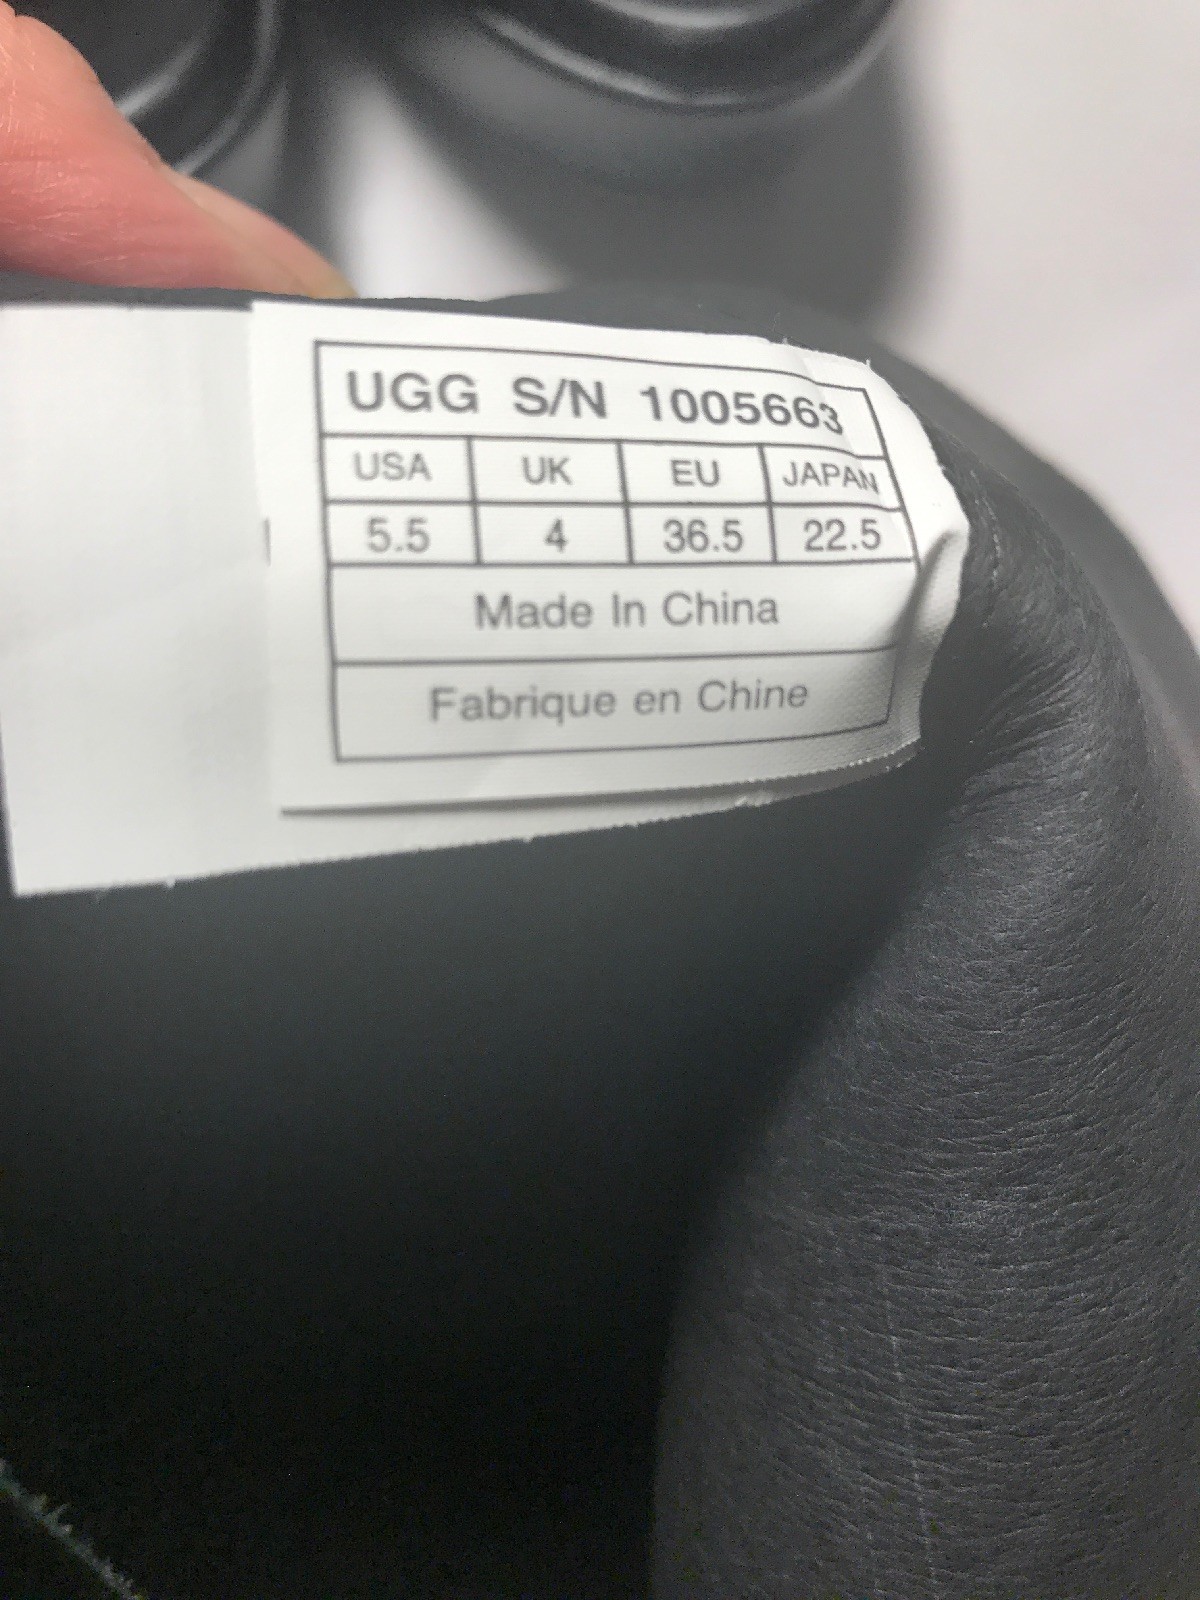 UGG S/N 1005663
USA UK EU JAPAN
5.5 4 36.5 22.5
Made In China
Fabrique en Chine